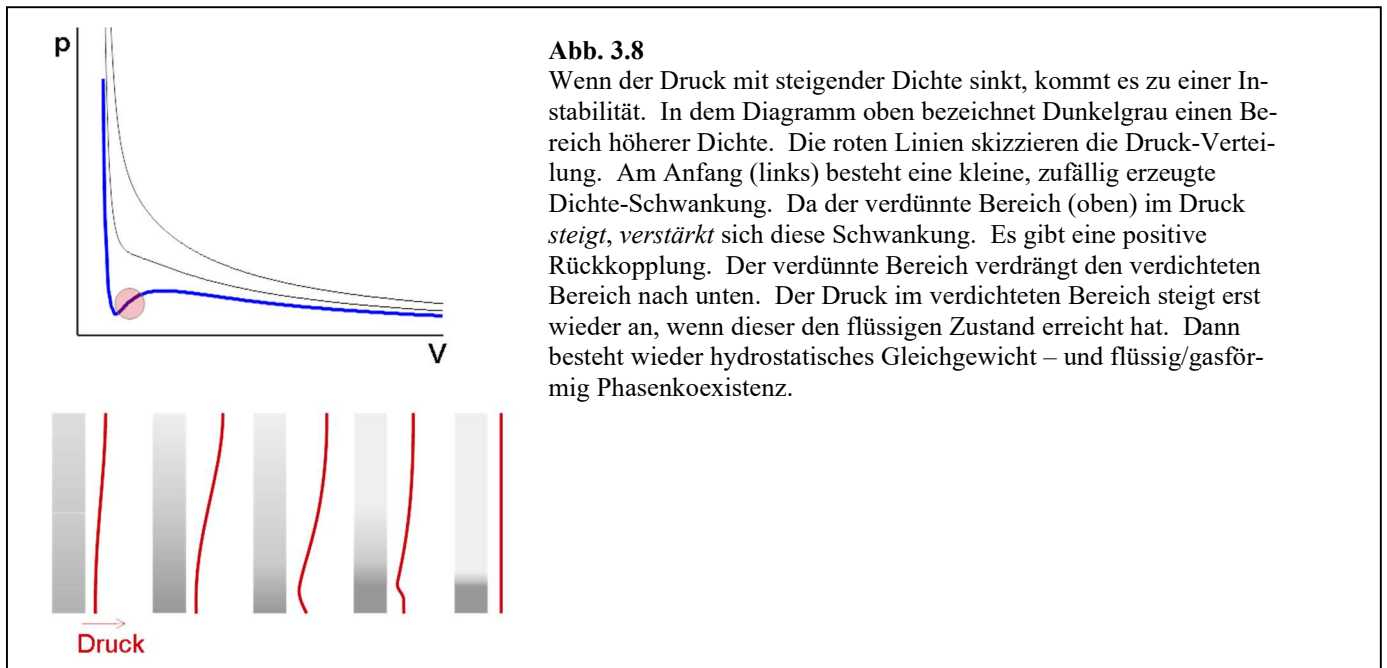 p
V
Abb. 3.8
Wenn der Druck mit steigender Dichte sinkt, kommt es zu einer In-
stabilität. In dem Diagramm oben bezeichnet Dunkelgrau einen Be-
reich höherer Dichte. Die roten Linien skizzieren die Druck-Vertei-
lung. Am Anfang (links) besteht eine kleine, zufällig erzeugte
Dichte-Schwankung. Da der verdünnte Bereich (oben) im Druck
steigt, verstärkt sich diese Schwankung. Es gibt eine positive
Rückkopplung. Der verdünnte Bereich verdrängt den verdichteten
Bereich nach unten. Der Druck im verdichteten Bereich steigt erst
wieder an, wenn dieser den flüssigen Zustand erreicht hat. Dann
besteht wieder hydrostatisches Gleichgewicht – und flüssig/gasför-
mig Phasenkoexistenz.
Druck